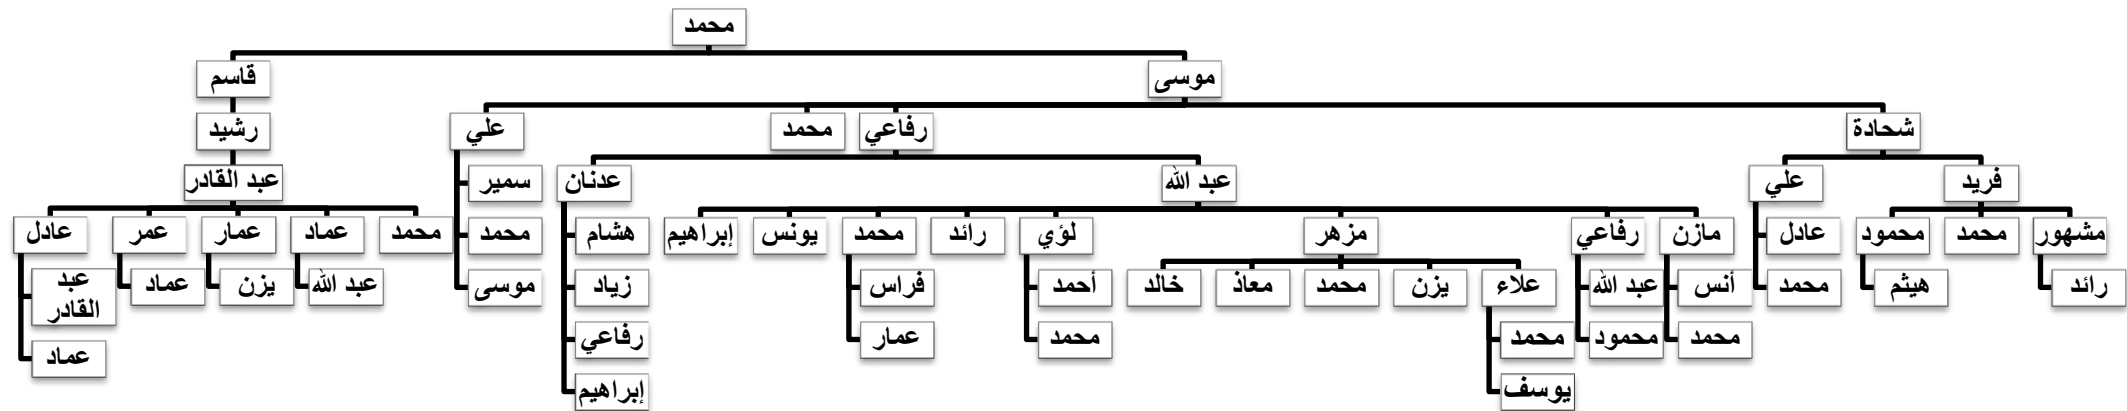 محمد
موسى
قاسم
شحادة
رفاعي
محمد
علي
رشيد
فريد
علي
عبد الله
عدنان
سمير
عبد القادر
مشهور
محمد
محمود
عادل
مازن
رفاعي
مزهر
لؤي
رائد
محمد
يونس
إبراهيم
هشام
محمد
محمد
عماد
عمار
عمر
عادل
رائد
هيثم
محمد
أنس
عبد الله
علاء
يزن
محمد
معاذ
خالد
أحمد
فراس
زياد
موسى
عبد الله
يزن
عماد
عبد
القادر
محمد
محمود
محمد
محمد
عمار
رفاعي
عماد
يوسف
إبراهيم